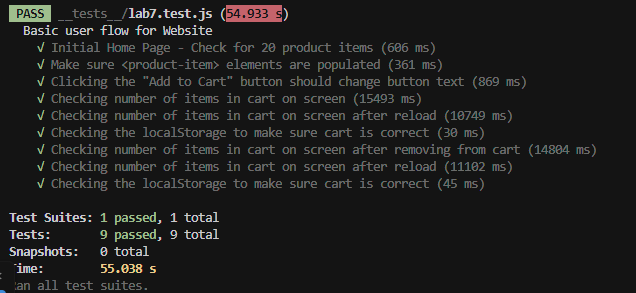 PASS __tests__/lab7.test.js (54.933 s)
Basic user flow for Website
√ Initial Home Page - Check for 20 product items (606 ms)
√ Make sure <product-item> elements are populated (361 ms)
√ Clicking the "Add to Cart" button should change button text (869 ms)
√ Checking number of items in cart on screen (15493 ms)
√ Checking number of items in cart on screen after reload (10749 ms)
√ Checking the localStorage to make sure cart is correct (30 ms)
√ Checking number of items in cart on screen after removing from cart (14804 ms)
√ Checking number of items in cart on screen after reload (11102 ms)
√ Checking the localStorage to make sure cart is correct (45 ms)
Test Suites: 1 passed, 1 total
Tests: 9 passed, 9 total
Snapshots: 0 total
Time: 55.038 s
Ran all test suites.